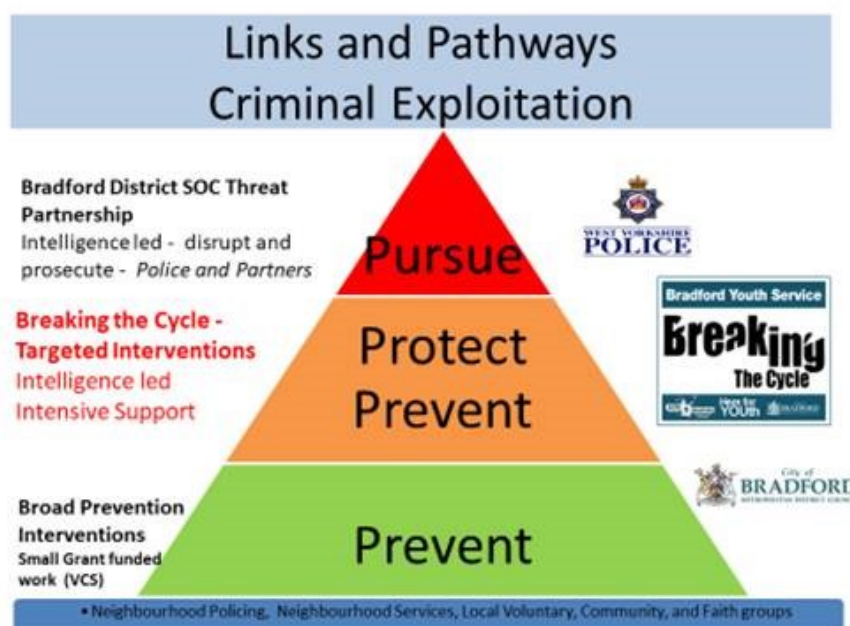 Links and Pathways
Criminal Exploitation
Bradford District SOC Threat
Partnership
Intelligence led - disrupt and
prosecute - Police and Partners
Pursue
WEST YORKSHIRE
POLICE
Breaking the Cycle -
Targeted Interventions
Intelligence led
Intensive Support
Protect
Prevent
Bradford Youth Service
Breaking
The Cycle
City of
BRADFORD
METROPOLITAN DISTRICT COUNCIL
Broad Prevention
Interventions
Small Grant funded
work (VCS)
Prevent
• Neighbourhood Policing, Neighbourhood Services, Local Voluntary, Community, and Faith groups